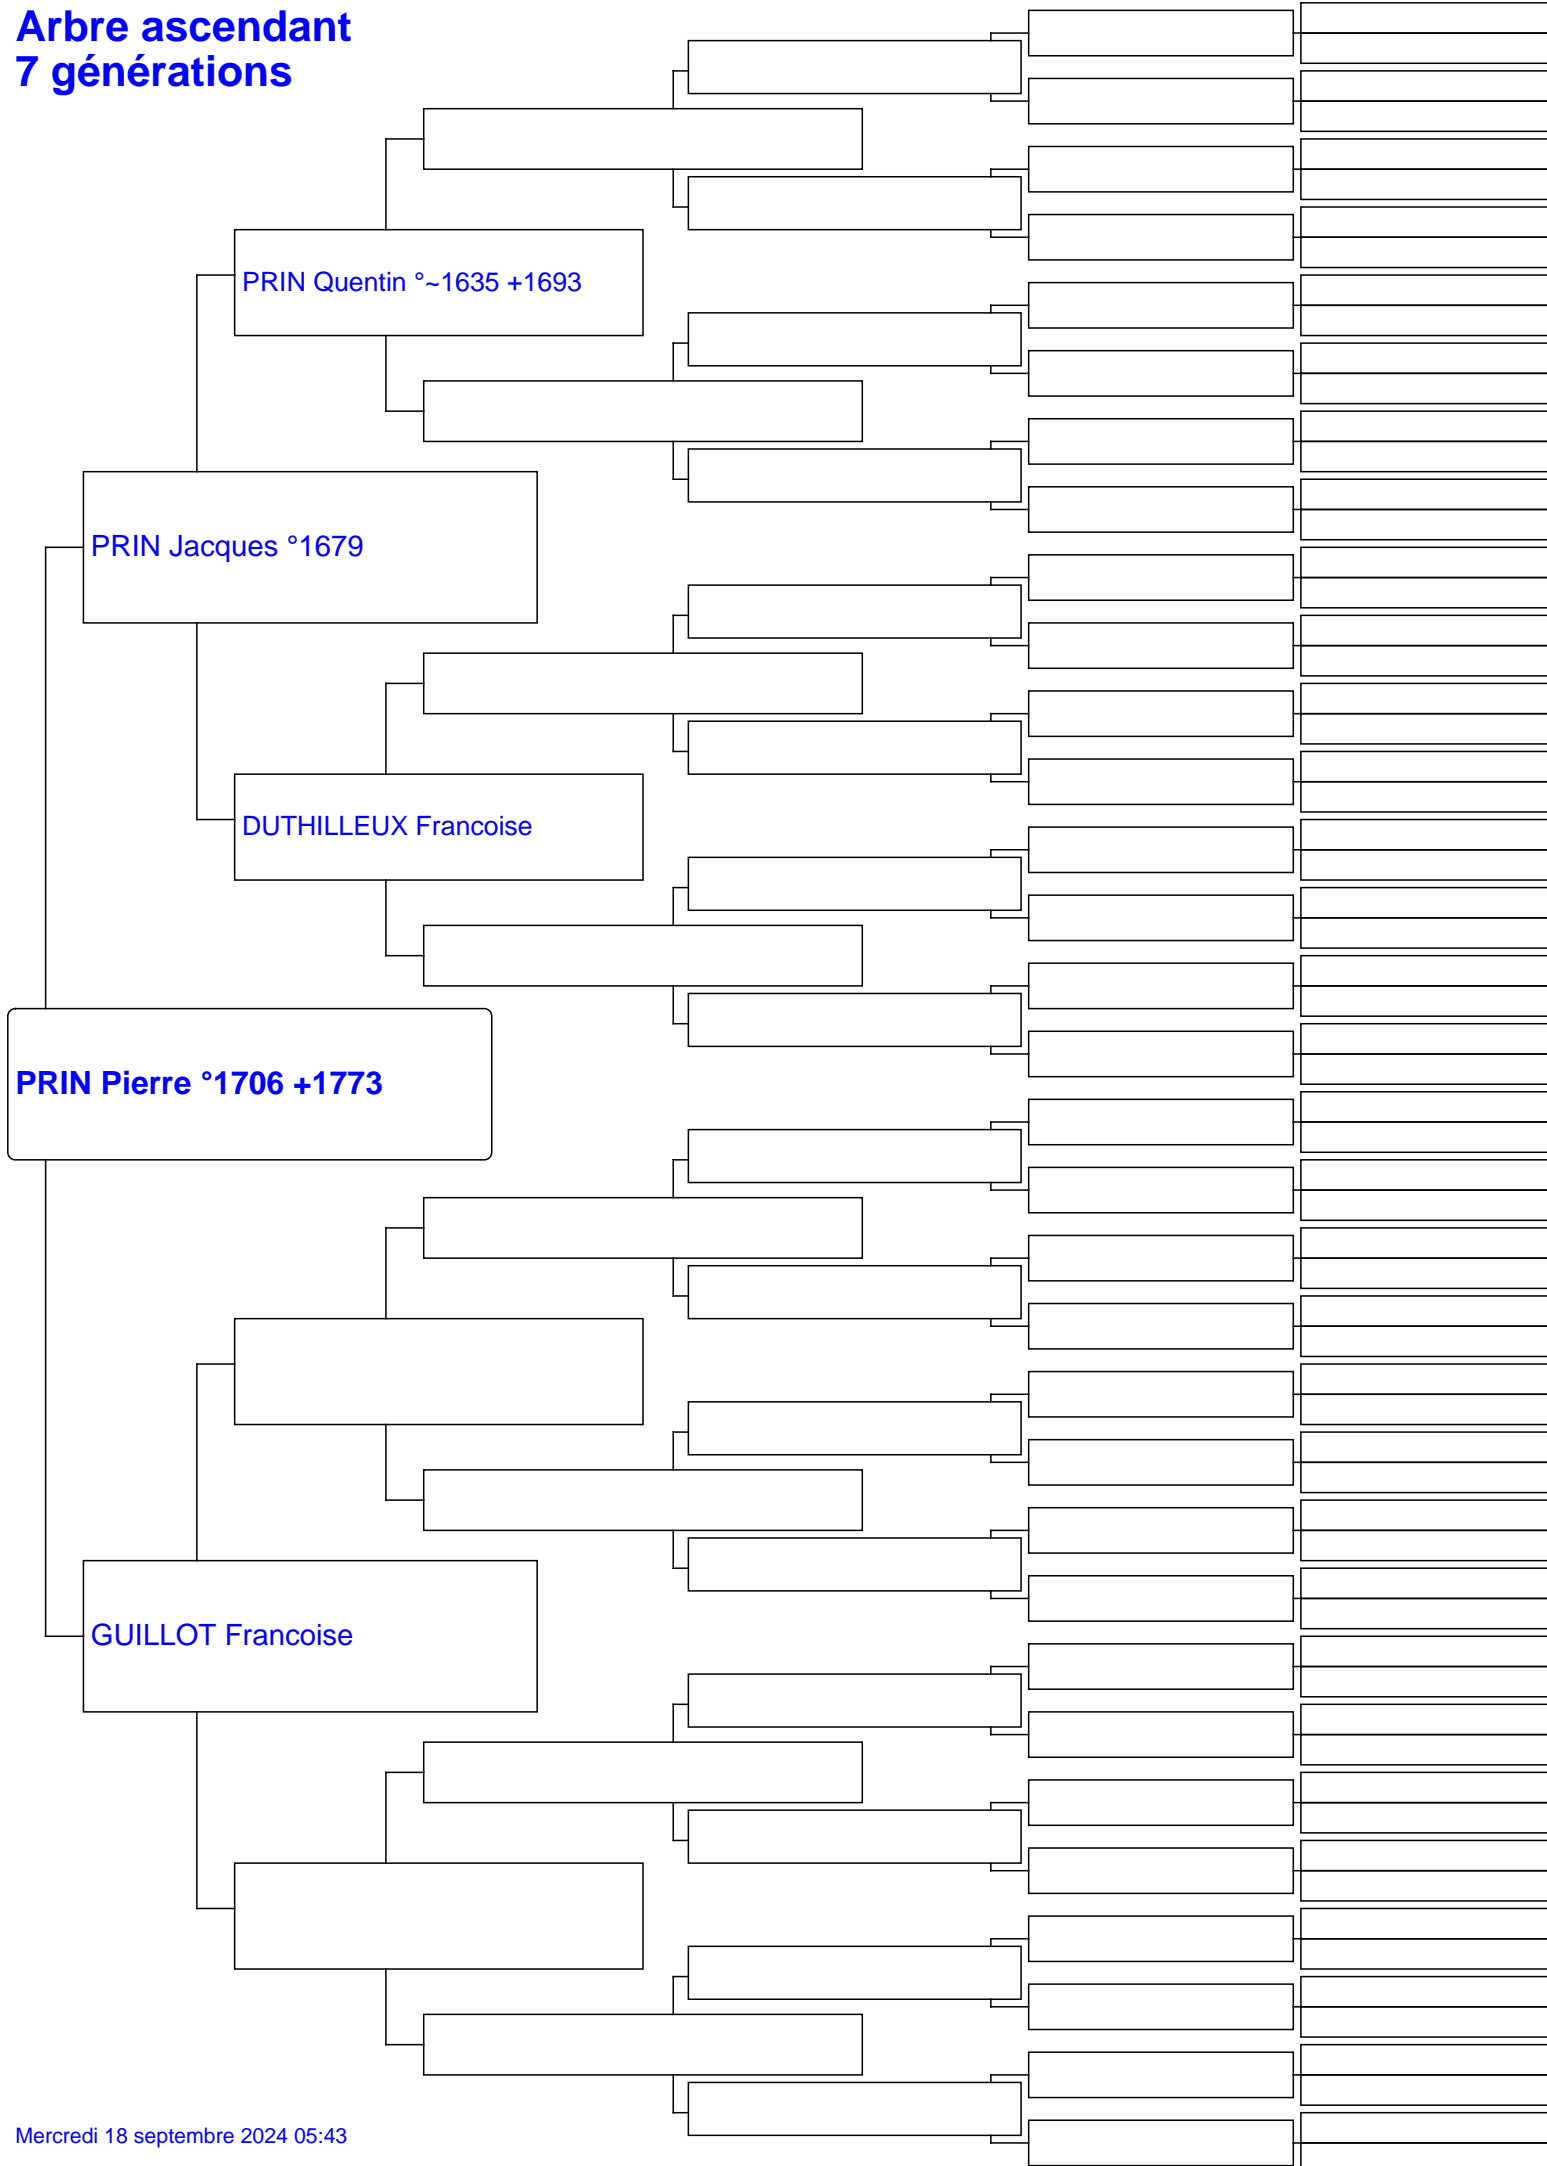 Arbre ascendant
7 générations
PRIN Quentin °~1635 +1693
PRIN Jacques °1679
DUTHILLEUX Francoise
PRIN Pierre °1706 +1773
GUILLOT Francoise
Mercredi 18 septembre 2024 05:43